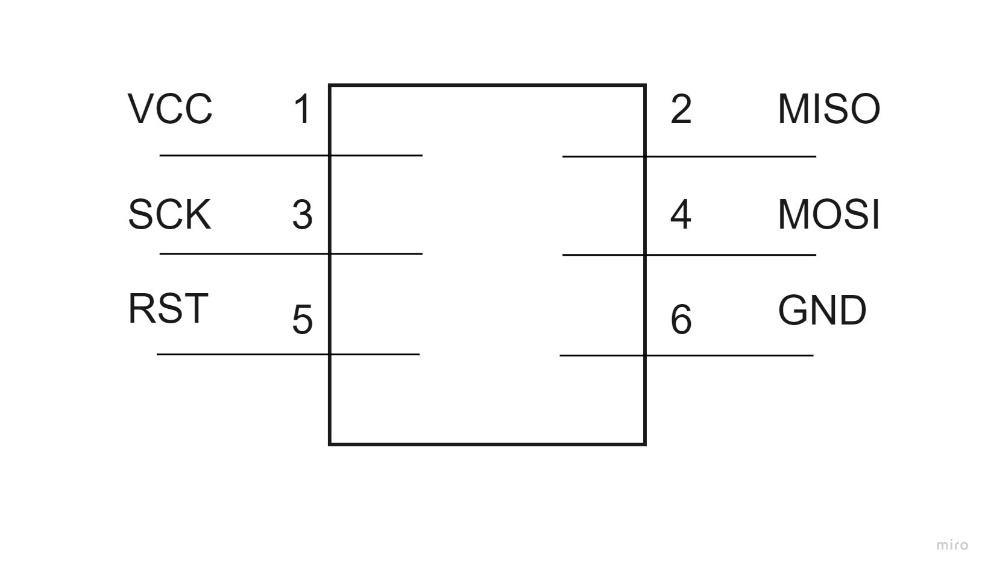 VCC 1 2 MISO
SCK 3 4 MOSI
RST 5 6 GND
miro